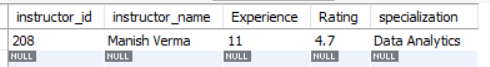 instructor_id instructor_name Experience Rating specialization
208 Manish Verma 11 4.7 Data Analytics
NULL NULL NULL NULL NULL